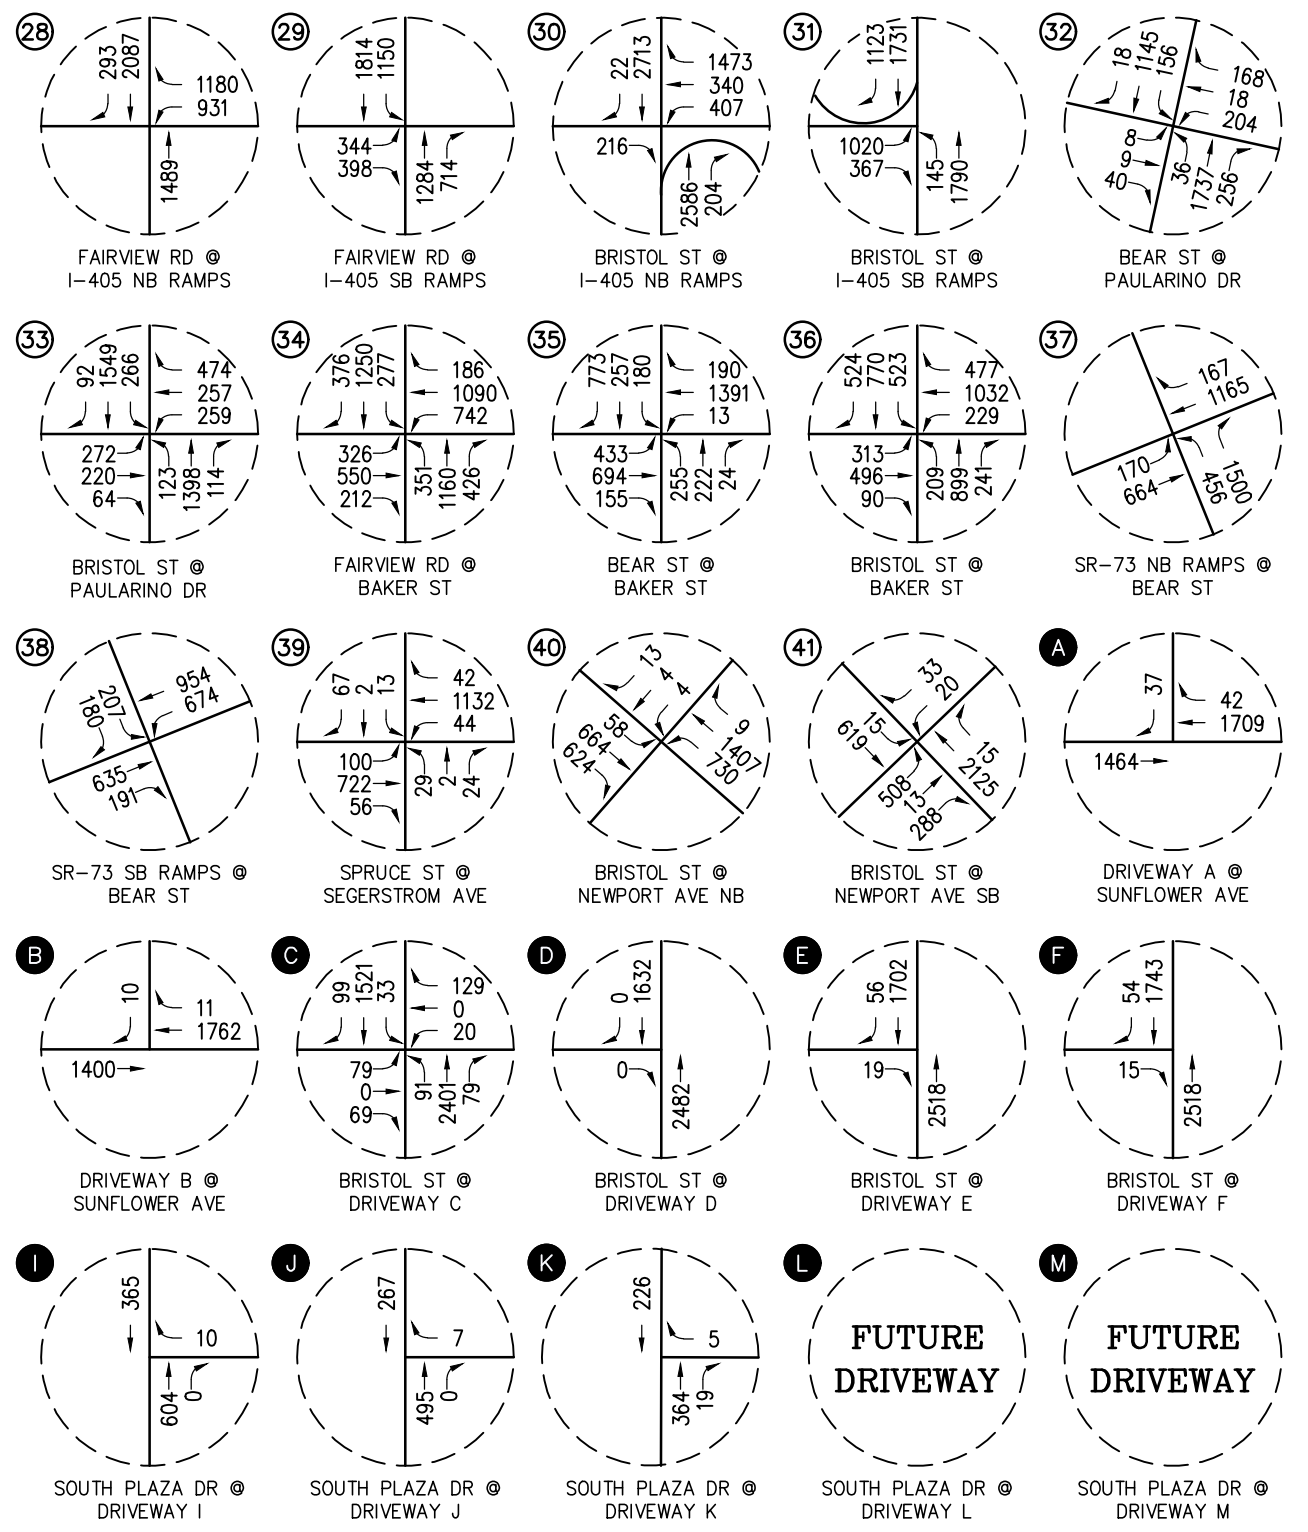 28
293
2087
1180
931
1489
FAIRVIEW RD @
I-405 NB RAMPS
29
1814
1150
344
398
1284
714
FAIRVIEW RD @
I-405 SB RAMPS
30
22
2713
1473
340
407
216
2586
204
BRISTOL ST @
I-405 NB RAMPS
31
1123
1731
1020
367
145
1790
BRISTOL ST @
I-405 SB RAMPS
32
18
1145
156
168
18
204
8
9
40
36
1737
256
BEAR ST @
PAULARINO DR
33
92
1549
266
474
257
259
272
220
64
123
1398
114
BRISTOL ST @
PAULARINO DR
34
376
1250
277
186
1090
742
326
550
212
351
1160
426
FAIRVIEW RD @
BAKER ST
35
773
257
180
190
1391
13
433
694
155
255
222
24
BEAR ST @
BAKER ST
36
524
770
523
477
1032
229
313
496
90
209
899
241
BRISTOL ST @
BAKER ST
37
167
1165
170
664
456
1500
SR-73 NB RAMPS @
BEAR ST
38
180
207
954
674
635
191
SR-73 SB RAMPS @
BEAR ST
39
67
2
13
42
1132
44
100
722
56
29
2
24
SPRUCE ST @
SEGERSTROM AVE
40
13
4
4
58
664
624
9
1407
730
BRISTOL ST @
NEWPORT AVE NB
41
33
20
15
619
15
2125
508
13
288
BRISTOL ST @
NEWPORT AVE SB
A
37
42
1709
1464
DRIVEWAY A @
SUNFLOWER AVE
B
10
11
1762
1400
DRIVEWAY B @
SUNFLOWER AVE
C
99
1521
33
129
0
20
79
0
69
91
2401
79
BRISTOL ST @
DRIVEWAY C
D
0
1632
0
2482
BRISTOL ST @
DRIVEWAY D
E
56
1702
19
2518
BRISTOL ST @
DRIVEWAY E
F
54
1743
15
2518
BRISTOL ST @
DRIVEWAY F
I
365
10
604
0
SOUTH PLAZA DR @
DRIVEWAY I
J
267
7
495
0
SOUTH PLAZA DR @
DRIVEWAY J
K
226
5
364
19
SOUTH PLAZA DR @
DRIVEWAY K
L
FUTURE
DRIVEWAY
SOUTH PLAZA DR @
DRIVEWAY L
M
FUTURE
DRIVEWAY
SOUTH PLAZA DR @
DRIVEWAY M